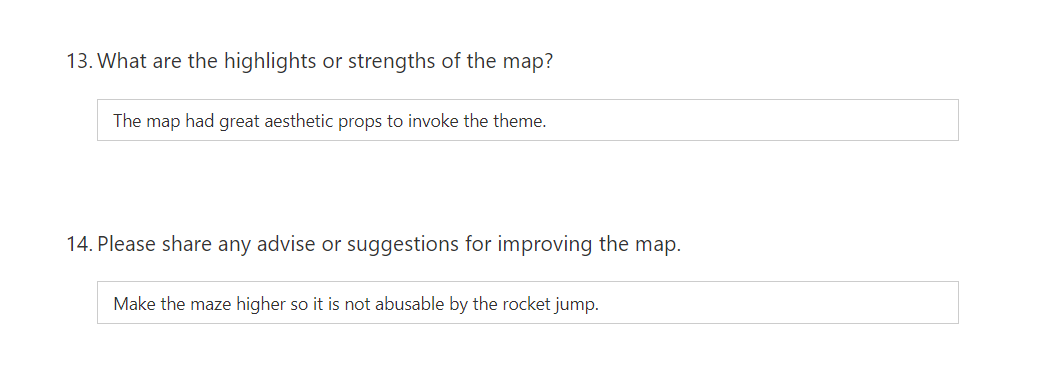 13. What are the highlights or strengths of the map?
The map had great aesthetic props to invoke the theme.
14. Please share any advise or suggestions for improving the map.
Make the maze higher so it is not abusable by the rocket jump.